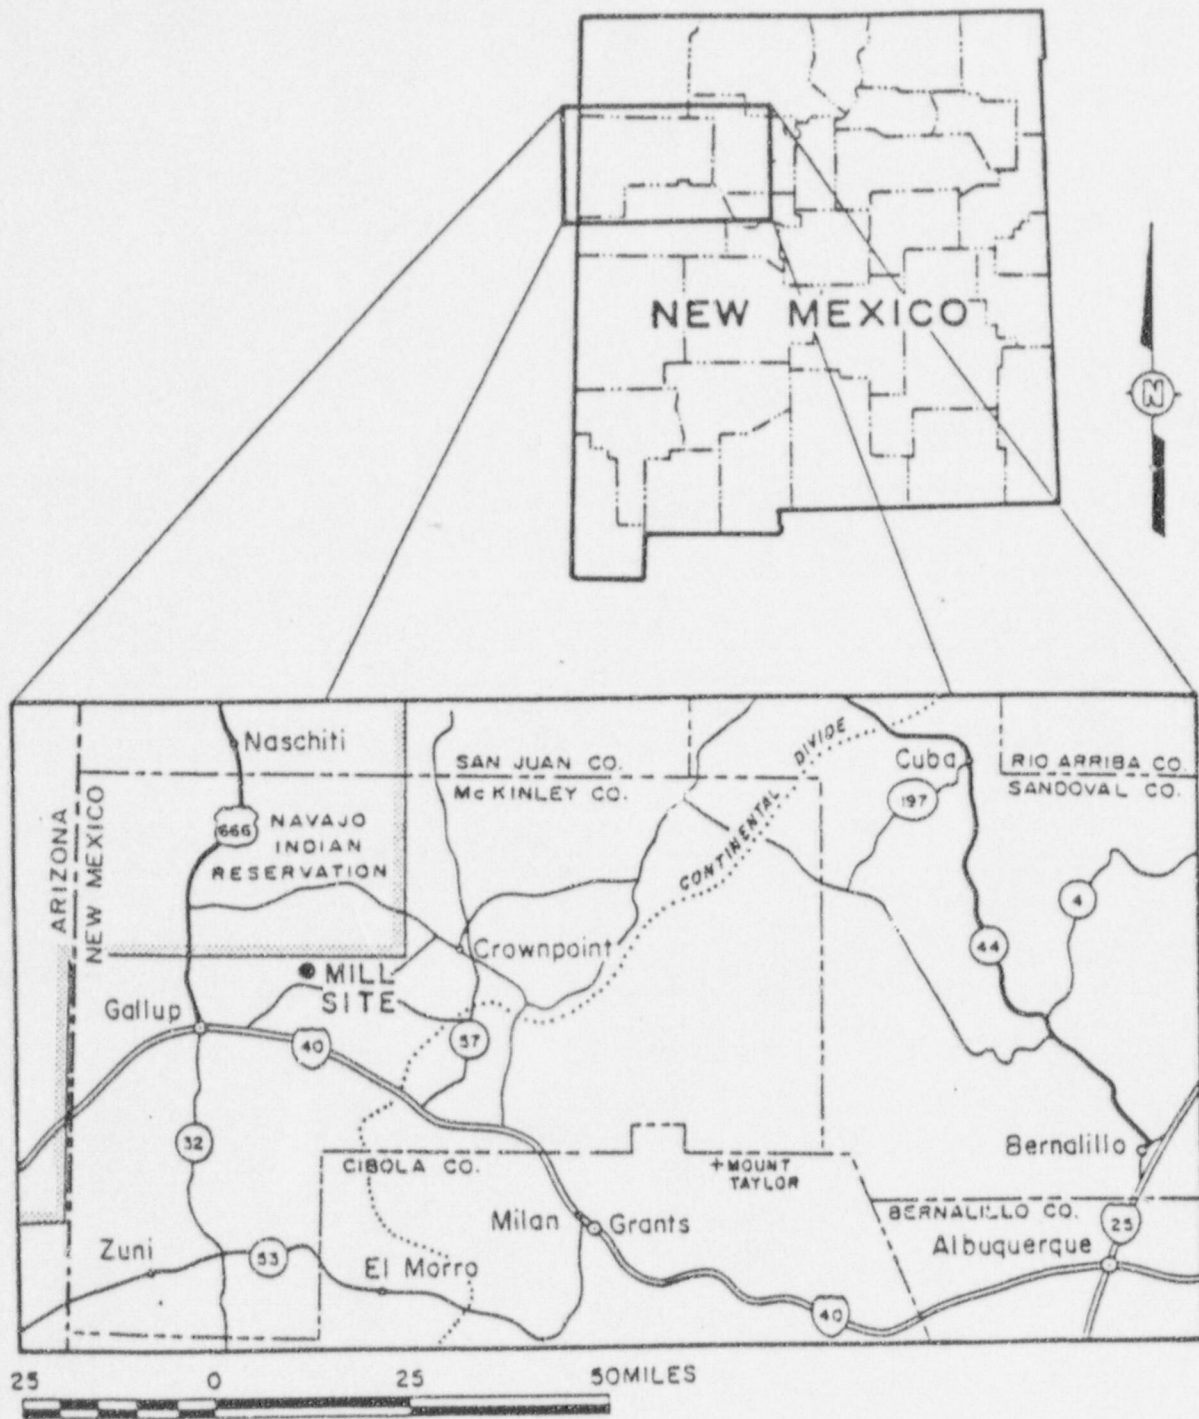 NEW MEXICO
N
Naschiti
SAN JUAN CO.
McKINLEY CO.
CONTINENTAL DIVIDE
Cuba
RIO ARRIBA CO.
SANDOVAL CO.
197
666
NAVAJO
INDIAN
RESERVATION
ARIZONA
NEW MEXICO
4
44
Crownpoint
MILL
SITE
Gallup
40
57
32
CIBOLA CO.
+MOUNT
TAYLOR
Bernalillo
BERNALILLO CO.
25
Milan
Grants
Albuquerque
Zuni
53
El Morro
40
25 0 25 50MILES